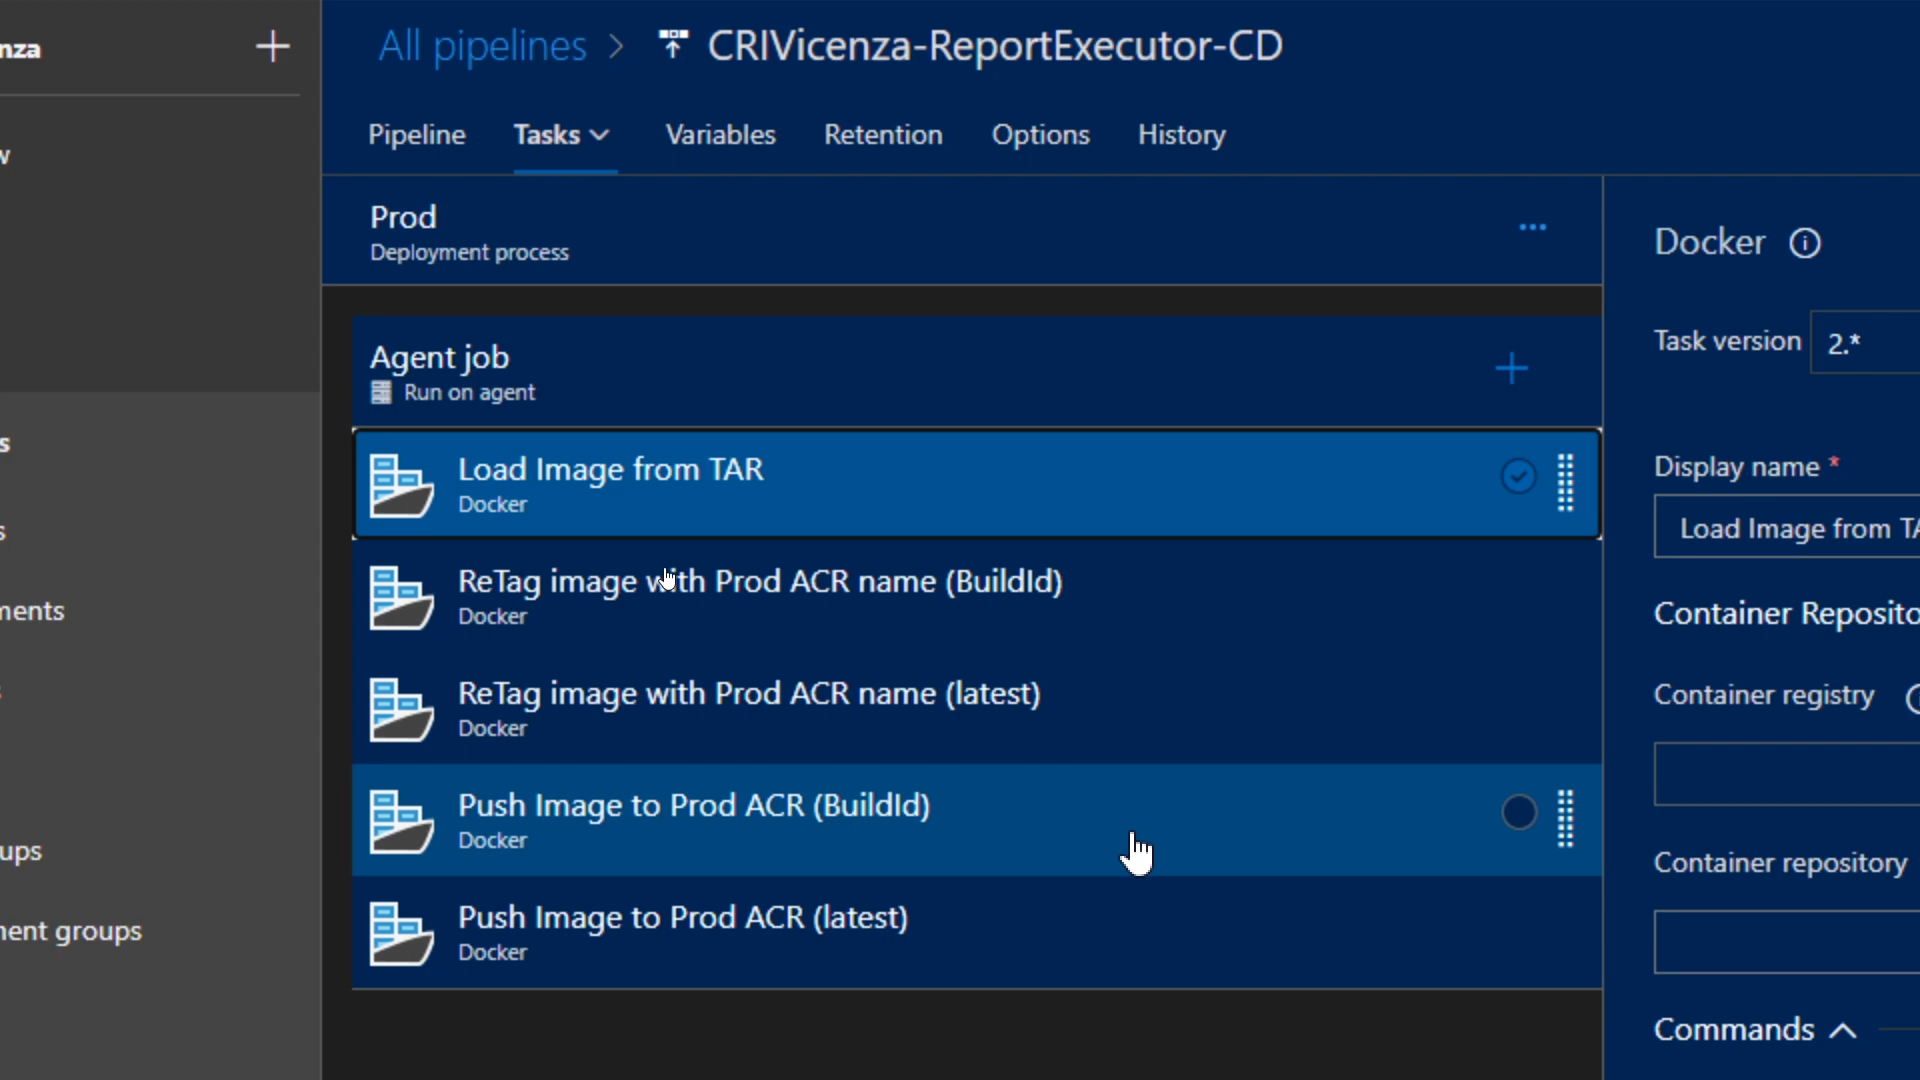 nza
All pipelines > CRIVicenza-ReportExecutor-CD
Pipeline Tasks Variables Retention Options History
Prod
Deployment process
Agent job
Run on agent
Load Image from TAR
Docker
ReTag image with Prod ACR name (BuildId)
Docker
ReTag image with Prod ACR name (latest)
Docker
Push Image to Prod ACR (BuildId)
Docker
Push Image to Prod ACR (latest)
Docker
w
s
s
ments
ups
ent groups
Docker
Task version 2.*
Display name *
Load Image from TA
Container Reposito
Container registry
Container repository
Commands